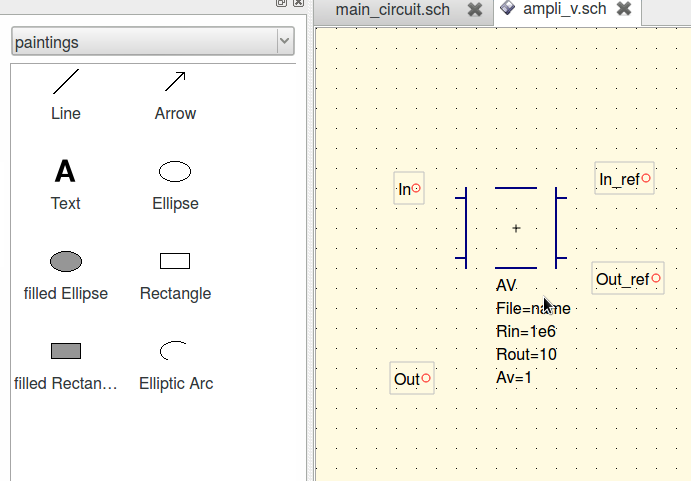 main_circuit.sch
ampli_v.sch
paintings
Line
Arrow
A
Text
Ellipse
filled Ellipse
Rectangle
filled Rectan...
Elliptic Arc
In
In_ref
Out_ref
Out
AV
File=name
Rin=1e6
Rout=10
Av=1